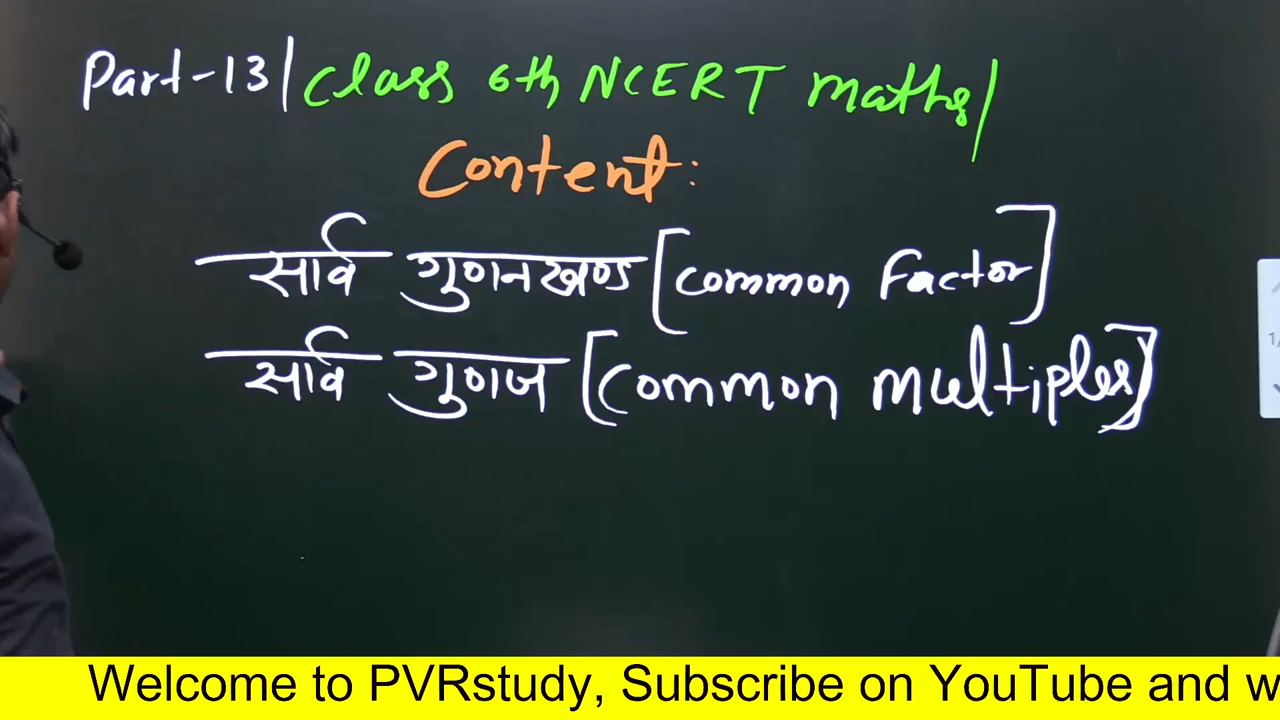 Part-13/ Class 6th NCERT maths/
Content:
सार्व गुणनखण्ड [Common Factor]
सार्व गुणज [Common multiples]
1/
Welcome to PVRstudy, Subscribe on YouTube and w